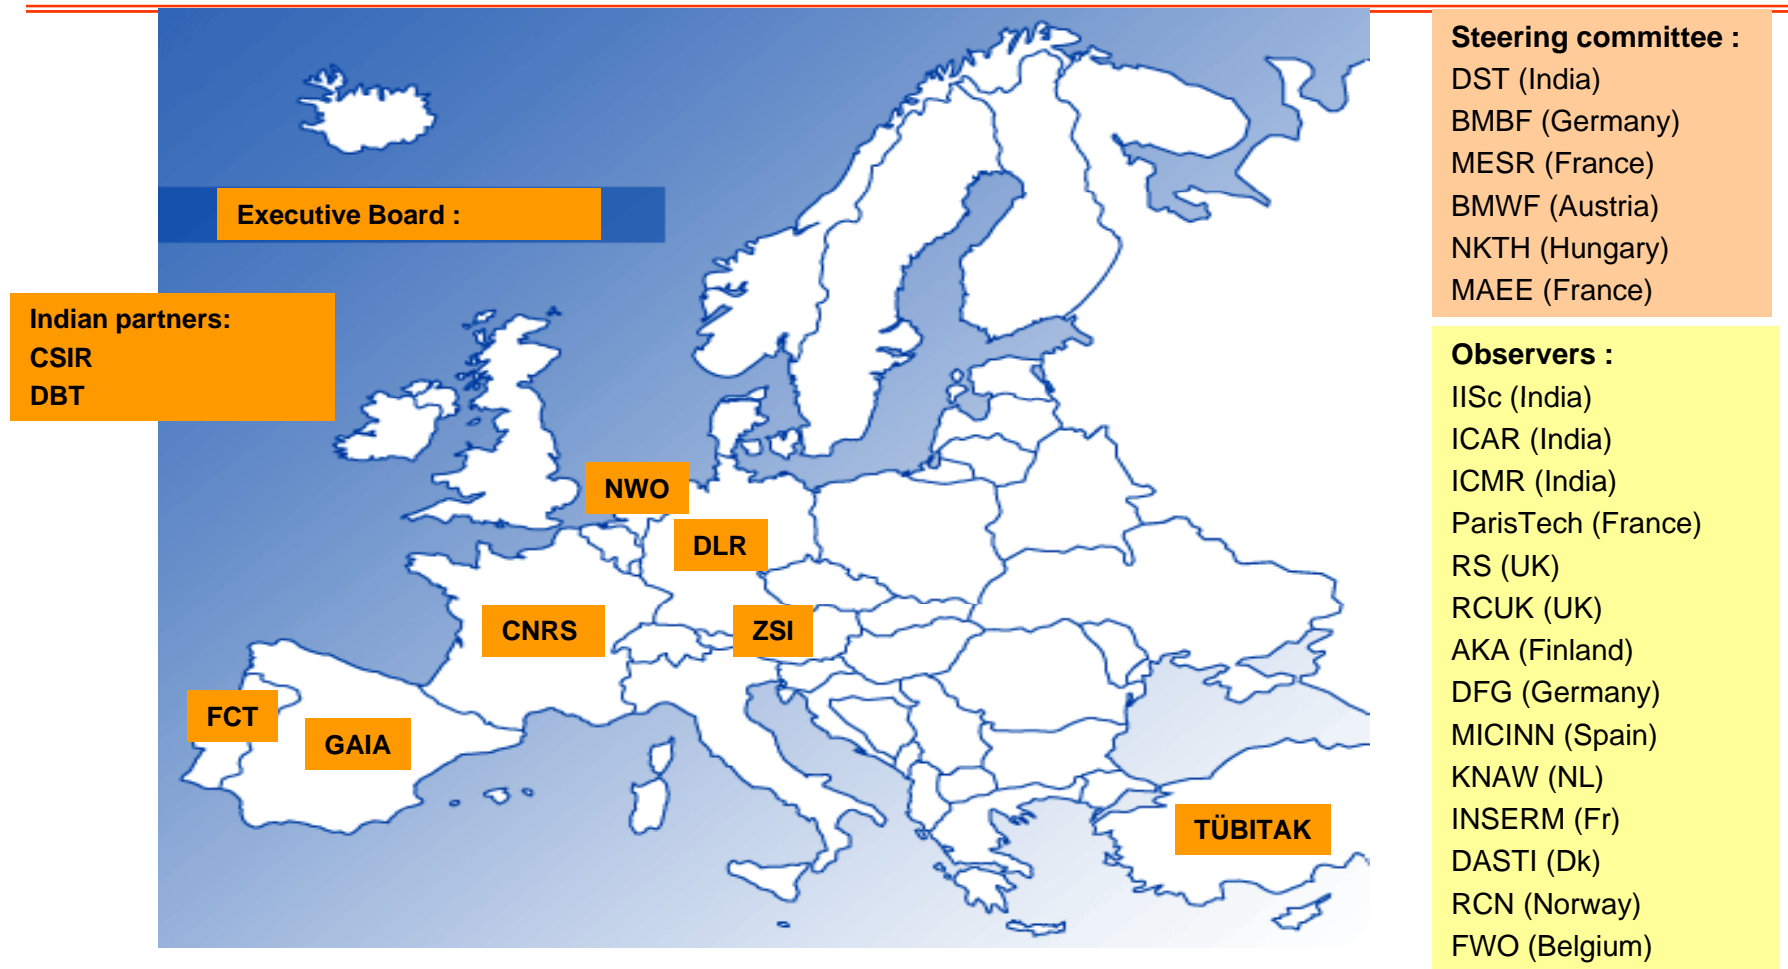 Executive Board :
Indian partners:
CSIR
DBT
NWO
DLR
CNRS
ZSI
FCT
GAIA
TÜBITAK
Steering committee :
DST (India)
BMBF (Germany)
MESR (France)
BMWF (Austria)
NKTH (Hungary)
MAEE (France)
Observers :
IISc (India)
ICAR (India)
ICMR (India)
ParisTech (France)
RS (UK)
RCUK (UK)
AKA (Finland)
DFG (Germany)
MICINN (Spain)
KNAW (NL)
INSERM (Fr)
DASTI (Dk)
RCN (Norway)
FWO (Belgium)